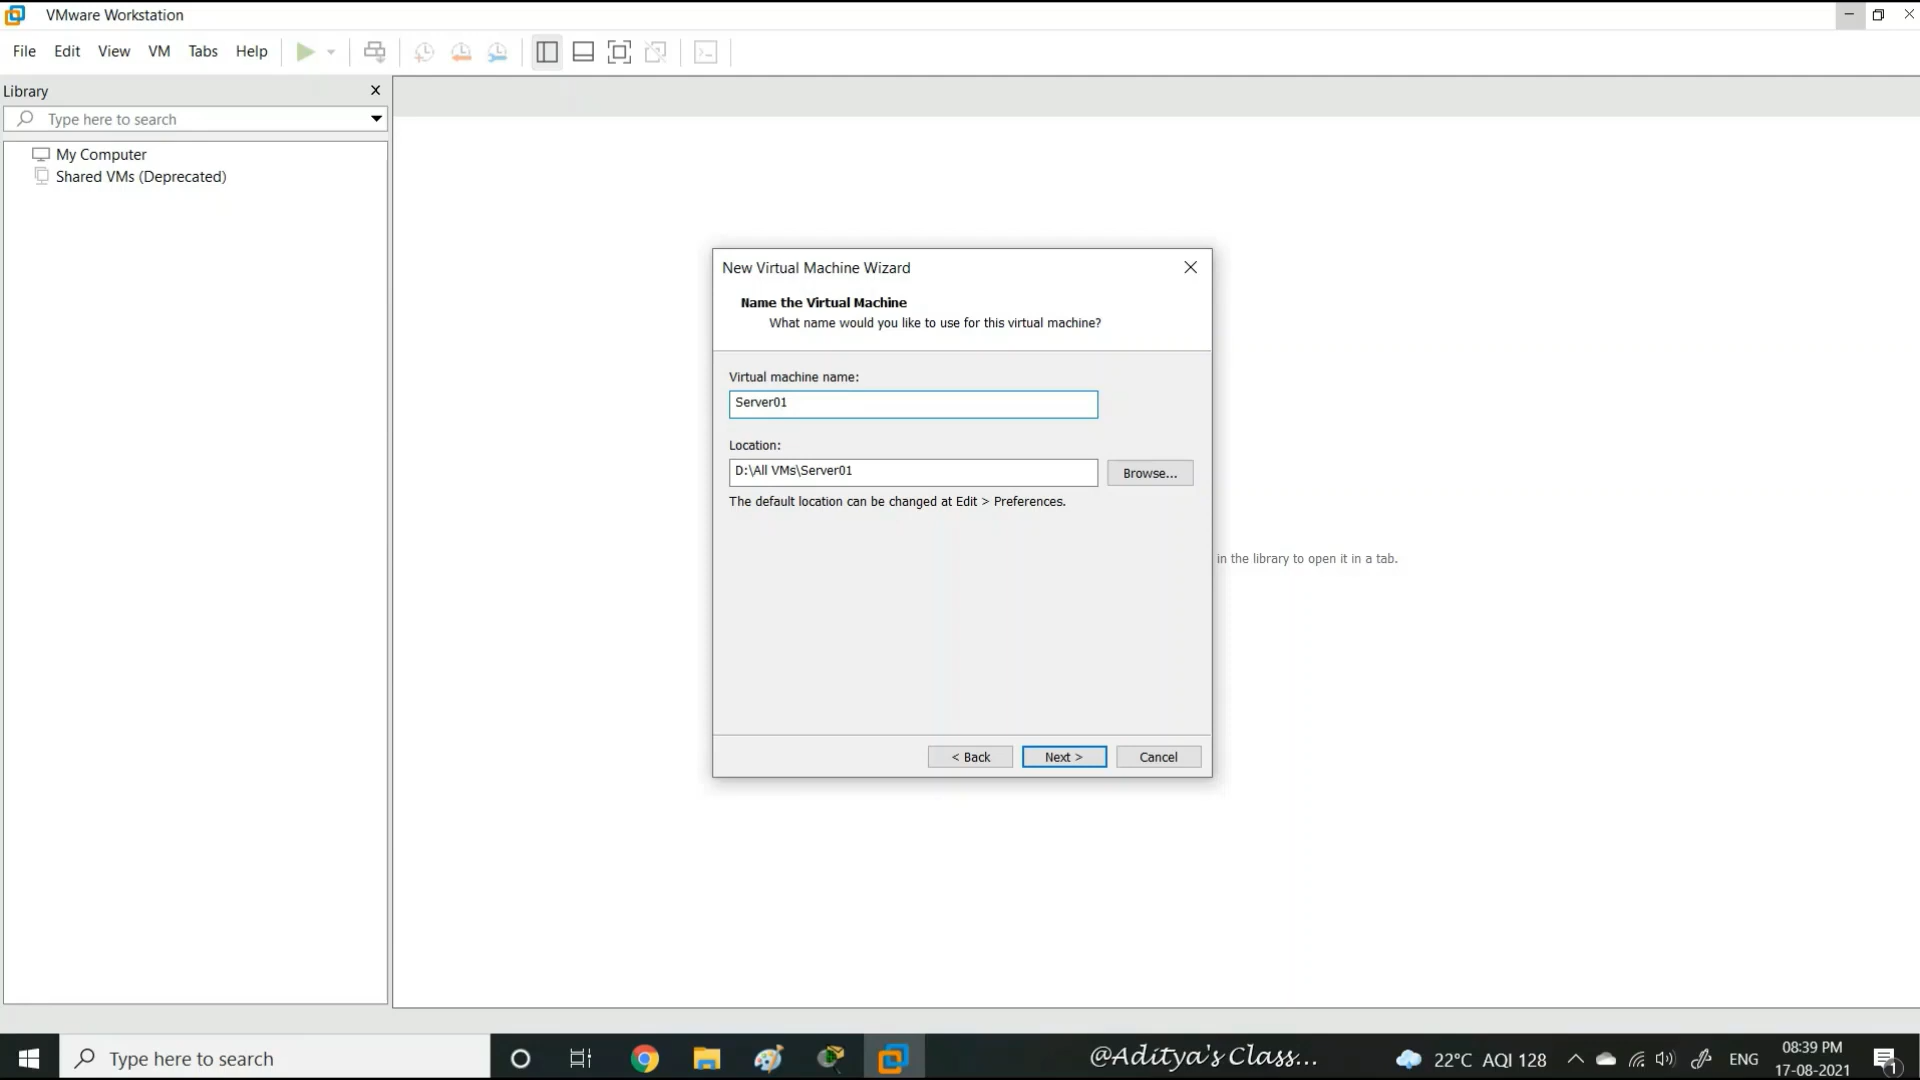 VMware Workstation
File Edit View VM Tabs Help
Library
Type here to search
My Computer
Shared VMs (Deprecated)
New Virtual Machine Wizard
Name the Virtual Machine
What name would you like to use for this virtual machine?
Virtual machine name:
Server01
Location:
D:\All VMs\Server01
Browse...
The default location can be changed at Edit > Preferences.
in the library to open it in a tab.
< Back Next > Cancel
Type here to search
@Aditya's Class...
22°C AQI 128
ENG
08:39 PM
17-08-2021
1